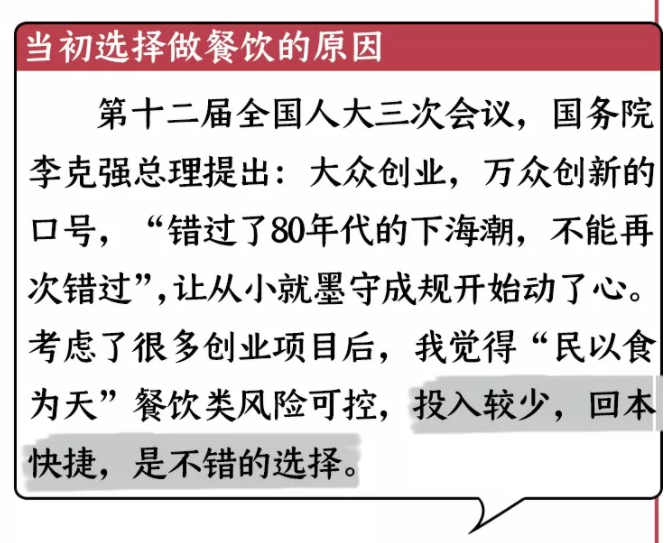 当初选择做餐饮的原因
第十二届全国人大三次会议，国务院
李克强总理提出：大众创业，万众创新的
口号，“错过了80年代的下海潮，不能再
次错过”，让从小就墨守成规开始动了心。
考虑了很多创业项目后，我觉得“民以食
为天”餐饮类风险可控，投入较少，回本
快捷，是不错的选择。